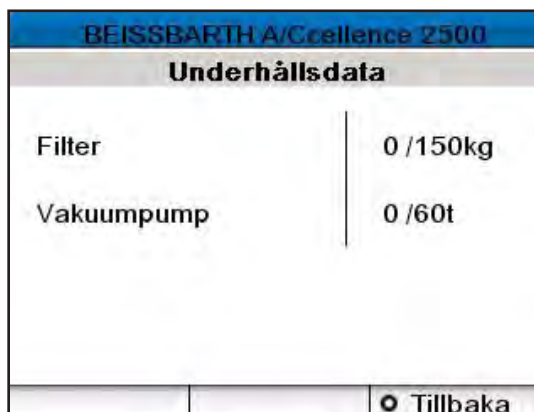 BEISSBARTH A/Ccellence 2500
Underhållsdata
Filter 0 /150kg
Vakuumpump 0 /60t
Tillbaka